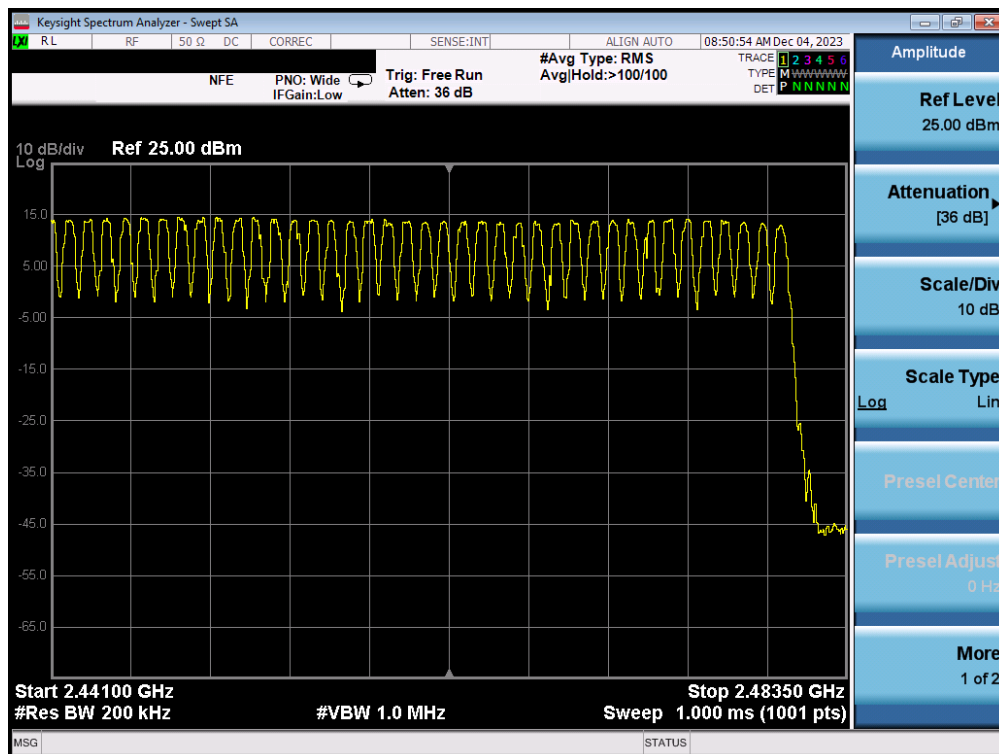 Keysight Spectrum Analyzer - Swept SA
LXI RL RF 50 Ω DC CORREC SENSE:INT ALIGN AUTO 08:50:54 AM Dec 04, 2023
NFE PNO: Wide Trig: Free Run #Avg Type: RMS TRACE 1 2 3 4 5 6
IFGain:Low Atten: 36 dB Avg|Hold:>100/100 TYPE M WWWWW
DET P N N N N N
10 dB/div Ref 25.00 dBm
Log
15.0
5.00
-5.00
-15.0
-25.0
-35.0
-45.0
-55.0
-65.0
Start 2.44100 GHz Stop 2.48350 GHz
#Res BW 200 kHz #VBW 1.0 MHz Sweep 1.000 ms (1001 pts)
MSG STATUS
Amplitude
Ref Level
25.00 dBm
Attenuation
[36 dB]
Scale/Div
10 dB
Scale Type
Log Lin
Presel Center
Presel Adjust
0 Hz
More
1 of 2